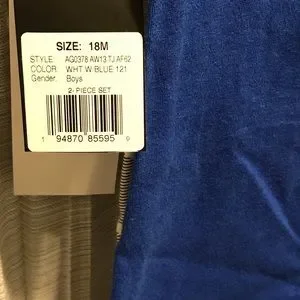 SIZE: 18M
STYLE: AG0378 AW13 TJ AF62
COLOR: WHT W BLUE 121
Gender: Boys
2- PIECE SET
1 94870 85595 9